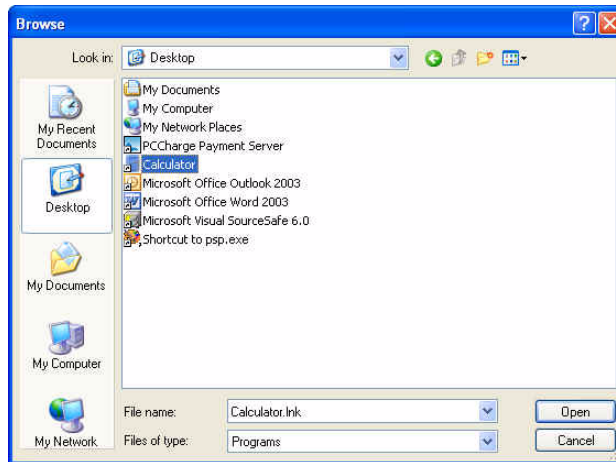 Browse
Look in: Desktop
My Recent
Documents
Desktop
My Documents
My Computer
My Network
My Documents
My Computer
My Network Places
PCCharge Payment Server
Calculator
Microsoft Office Outlook 2003
Microsoft Office Word 2003
Microsoft Visual SourceSafe 6.0
Shortcut to psp.exe
File name: Calculator.lnk Open
Files of type: Programs Cancel